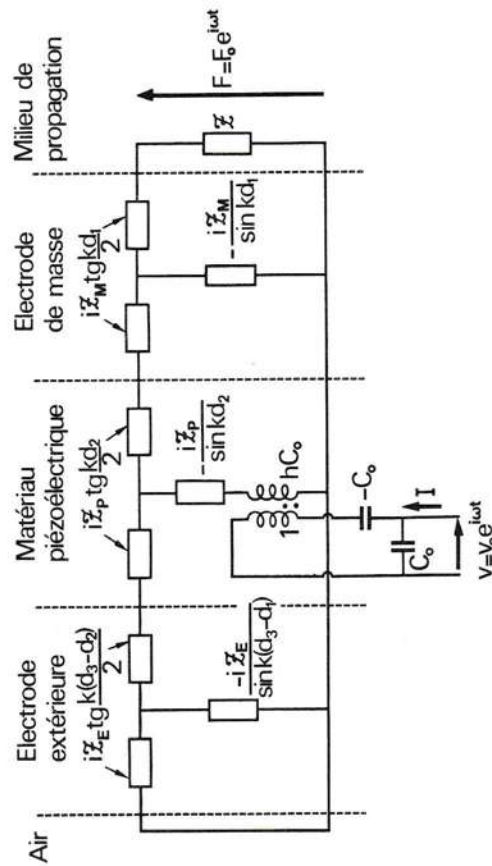 Air
Electrode
extérieure
Matériau
piézoélectrique
Electrode
de masse
Milieu de
propagation
iZ_E tg k(d₃-d₂)/2
iZ_P tg kd₂/2
iZ_M tg kd₁/2
-iZ_E/sin k(d₃-d₁)
-iZ_P/sin kd₂
-iZ_M/sin kd₁
Z
F=F₀e^{iωt}
1:hC₀
-C₀
C₀
I
V=V₀e^{iωt}